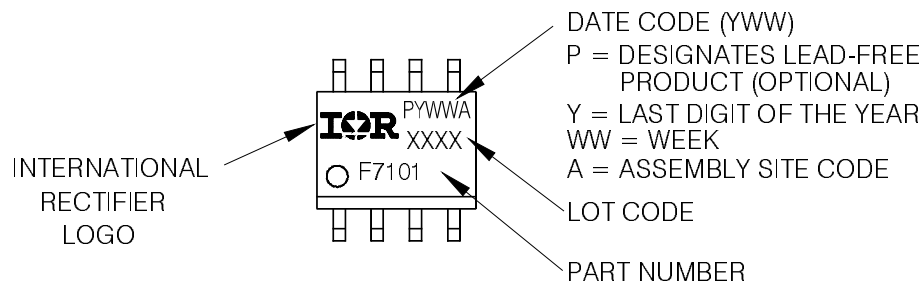 DATE CODE (YWW)
P = DESIGNATES LEAD-FREE
PRODUCT (OPTIONAL)
Y = LAST DIGIT OF THE YEAR
WW = WEEK
A = ASSEMBLY SITE CODE
LOT CODE
PART NUMBER
PYWWA
IOR
XXXX
F7101
INTERNATIONAL
RECTIFIER
LOGO